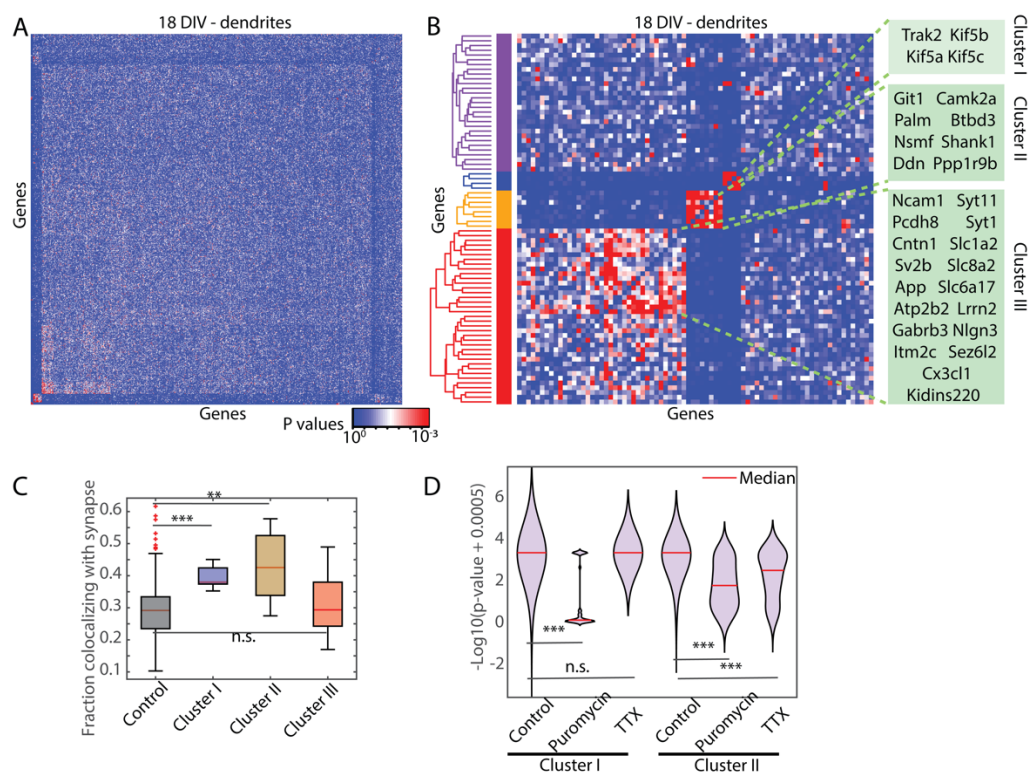 A
18 DIV - dendrites
Genes
Genes
P values
10⁰
10⁻³
B
18 DIV - dendrites
Genes
Genes
Trak2 Kif5b
Kif5a Kif5c
Cluster I
Git1 Camk2a
Palm Btbd3
Nsmf Shank1
Ddn Ppp1r9b
Cluster II
Ncam1 Syt11
Pcdh8 Syt1
Cntn1 Slc1a2
Sv2b Slc8a2
App Slc6a17
Atp2b2 Lrrn2
Gabrb3 Nlgn3
Itm2c Sez6l2
Cx3cl1
Kidins220
Cluster III
C
Fraction colocalizing with synapse
0.6
0.5
0.4
0.3
0.2
0.1
**
***
n.s.
Control
Cluster I
Cluster II
Cluster III
D
-Log10(p-value + 0.0005)
6
4
2
0
-2
Median
***
n.s.
***
***
Control
Puromycin
TTX
Control
Puromycin
TTX
Cluster I
Cluster II